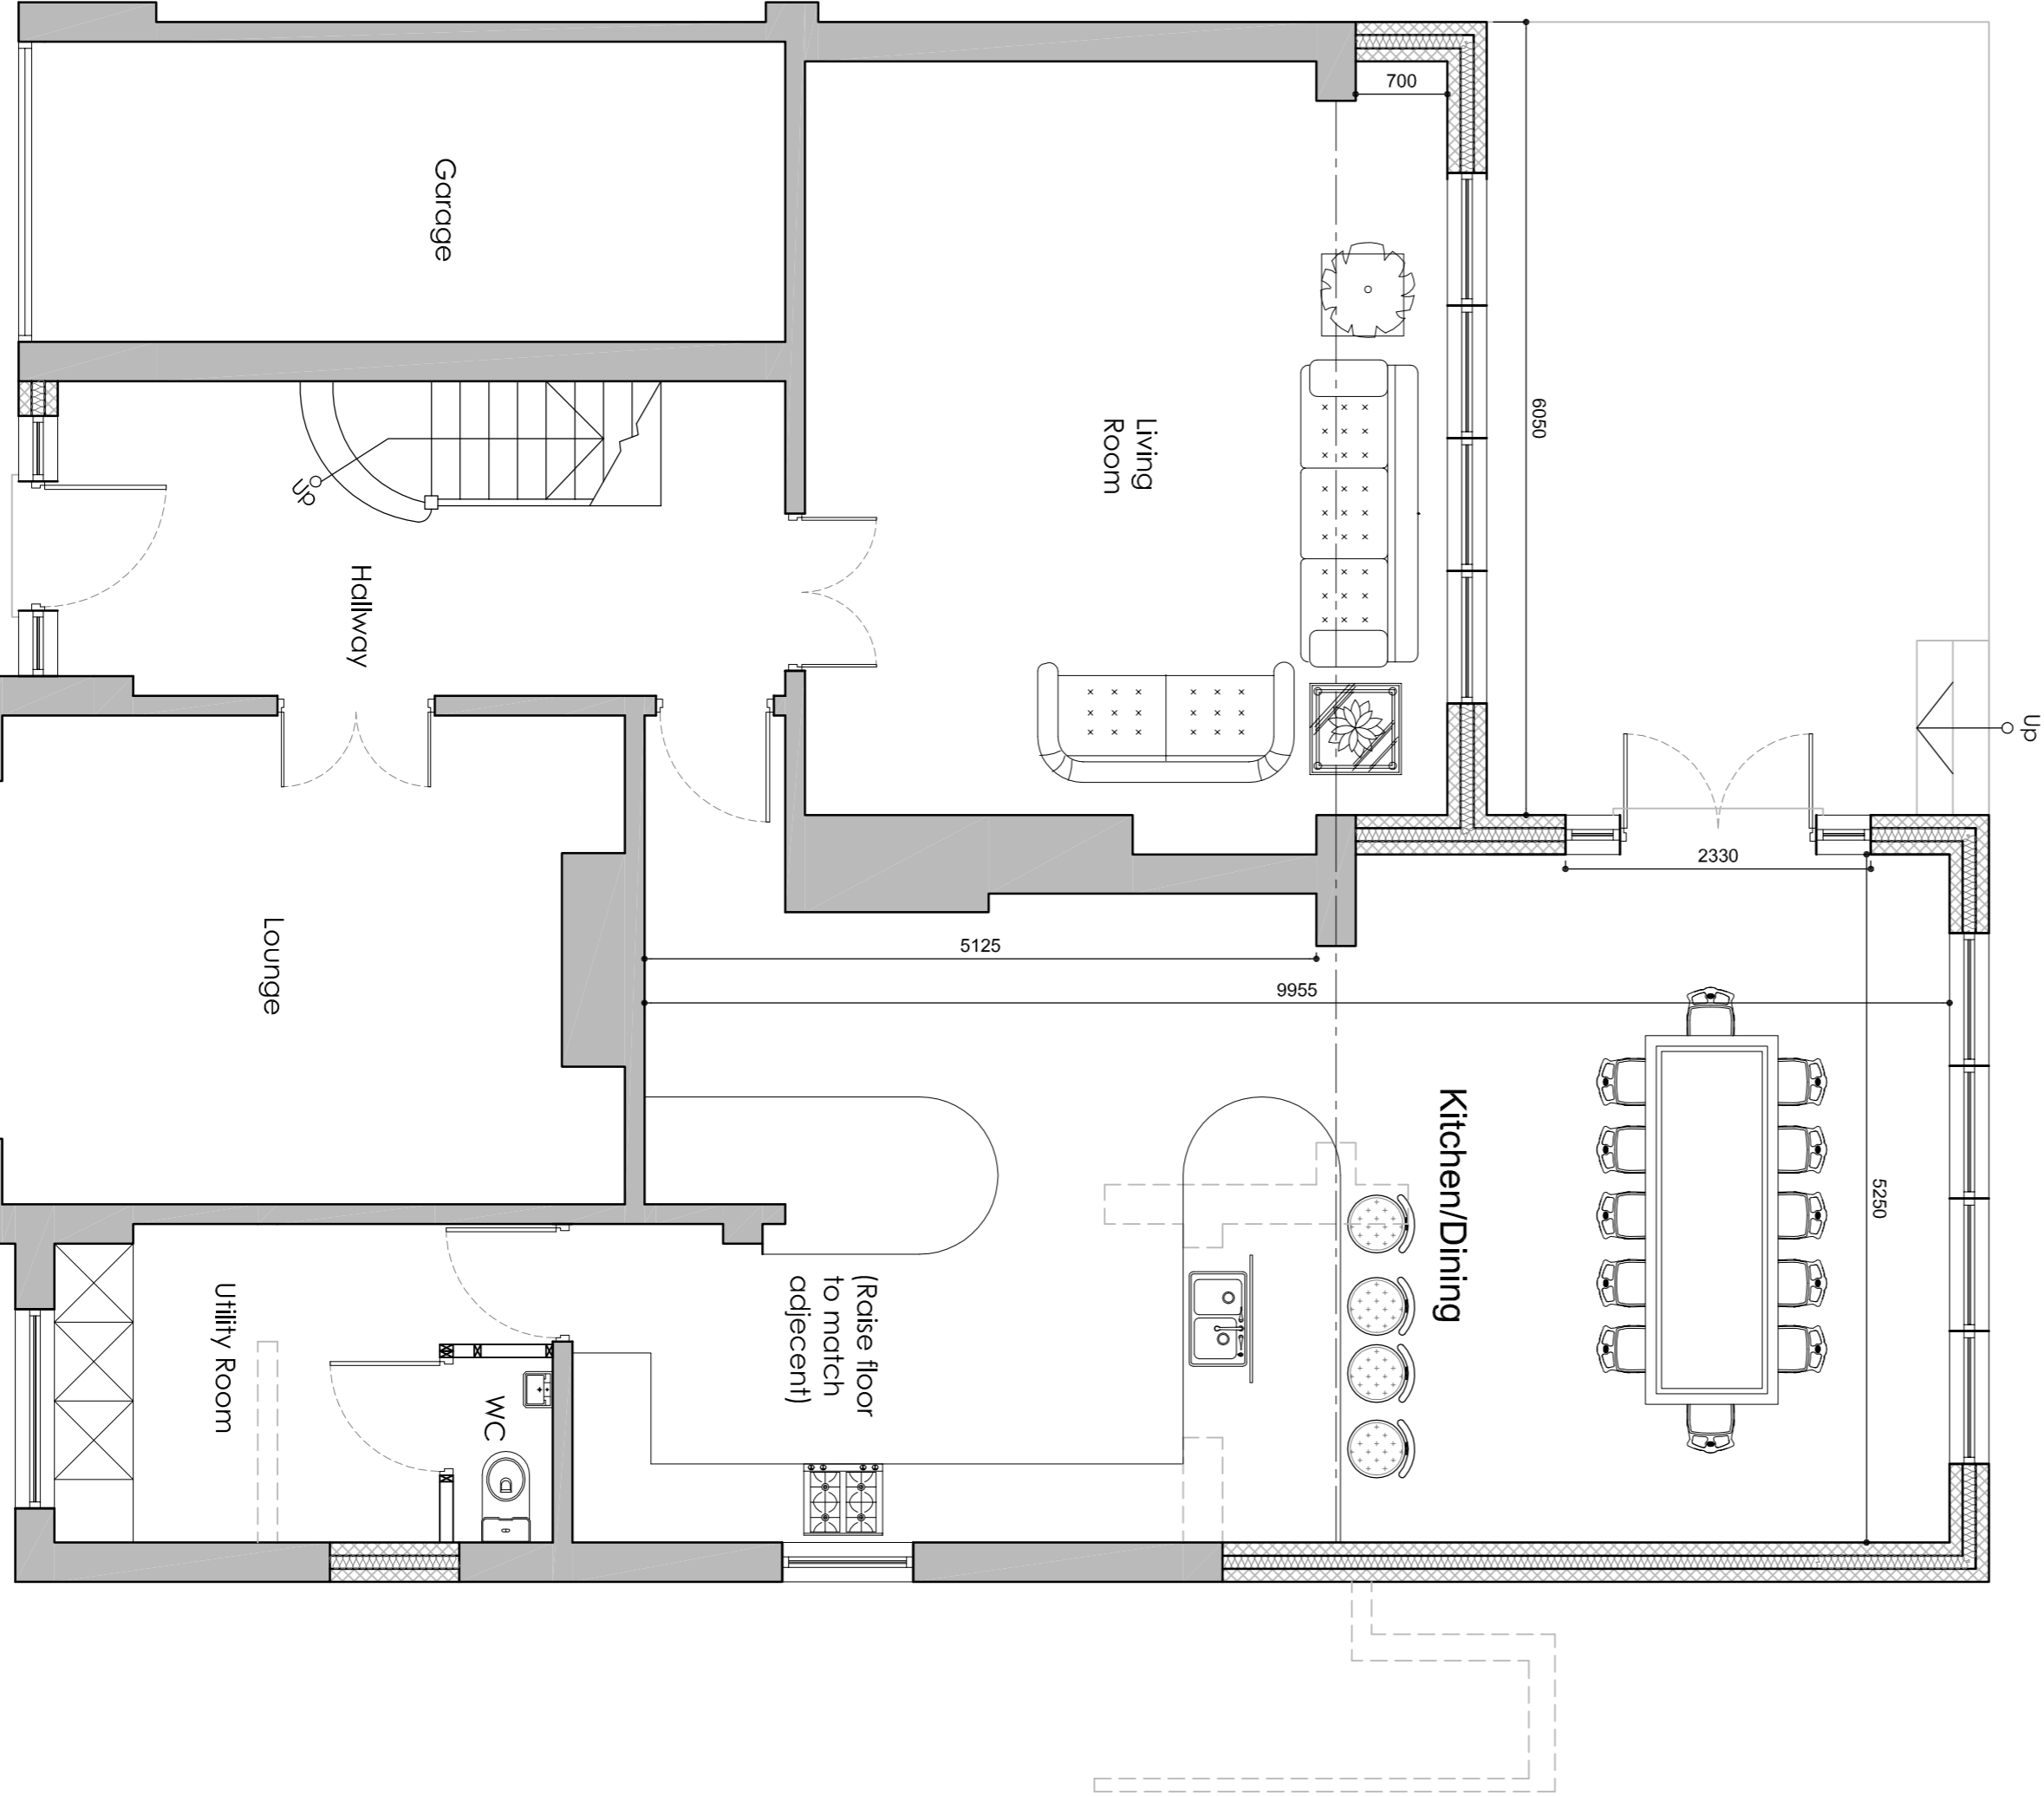 700
6050
Garage
Living
Room
Up
Hallway
Up
2330
Lounge
5125
9955
Kitchen/Dining
5250
(Raise floor
to match
adjecent)
Utility Room
WC